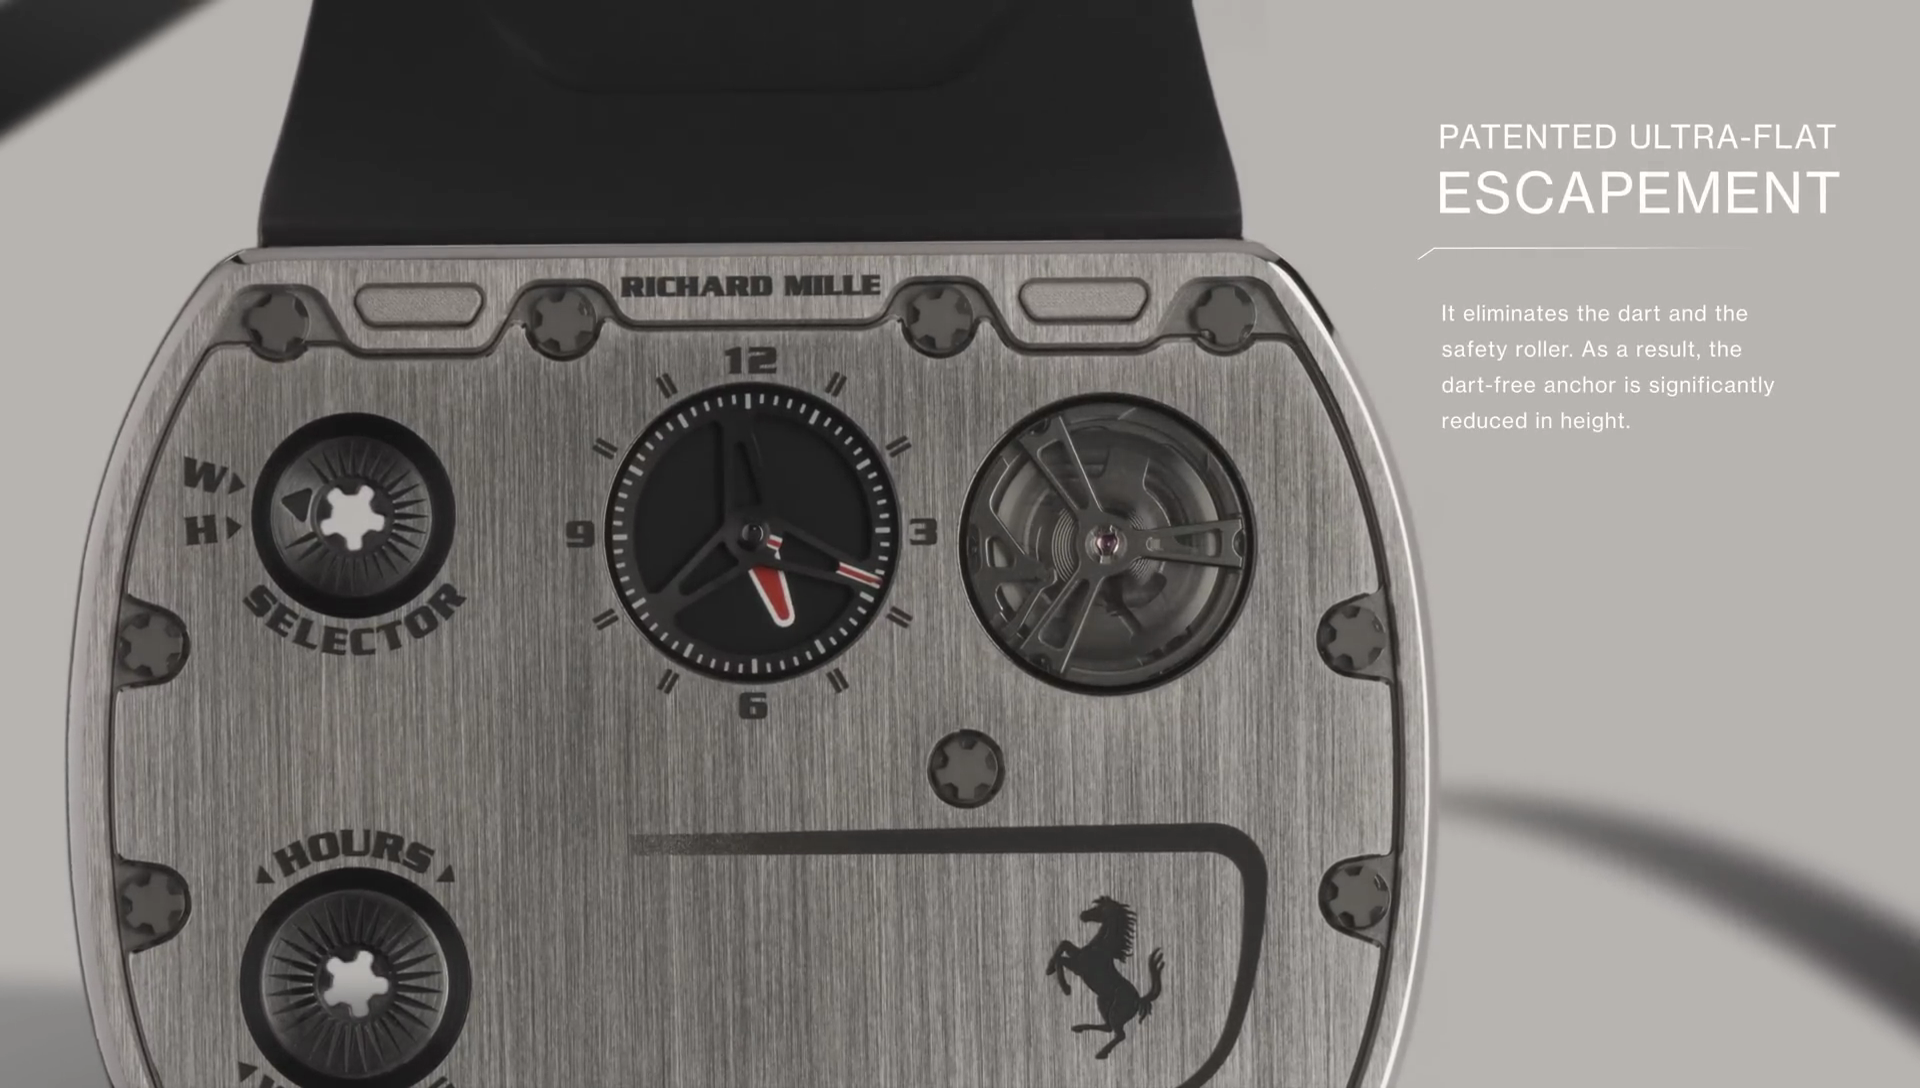 PATENTED ULTRA-FLAT
ESCAPEMENT
It eliminates the dart and the
safety roller. As a result, the
dart-free anchor is significantly
reduced in height.
RICHARD MILLE
12
W
H
9
3
SELECTOR
6
HOURS